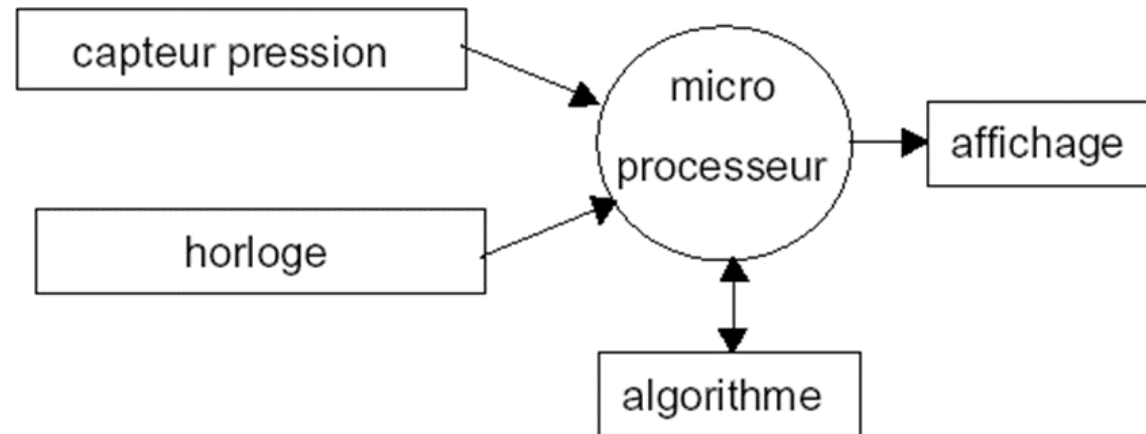 capteur pression
micro
processeur
affichage
horloge
algorithme